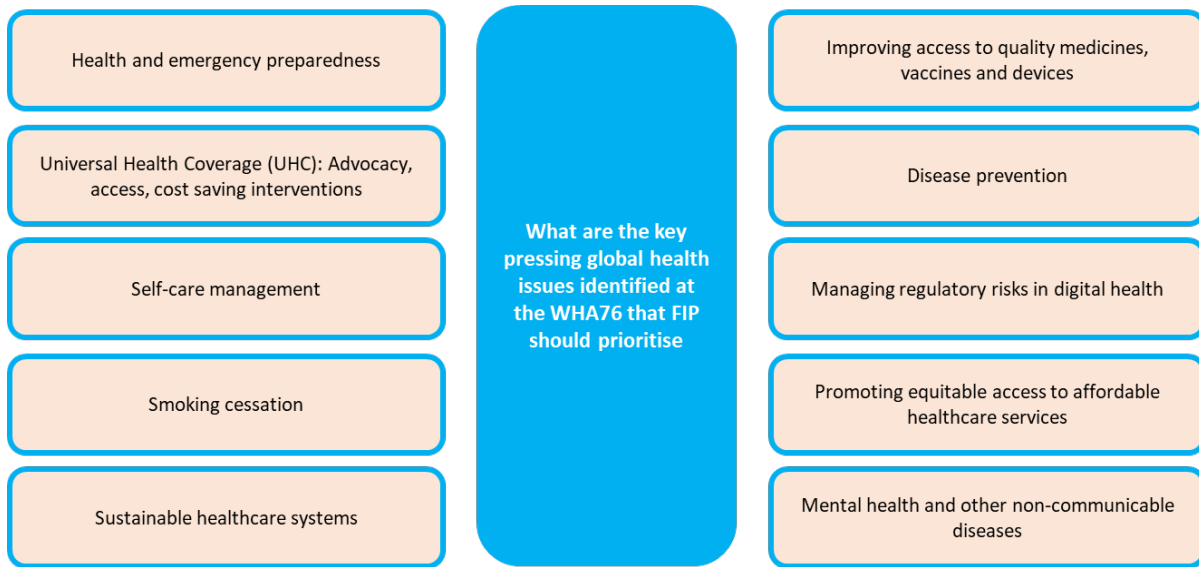 Health and emergency preparedness
Universal Health Coverage (UHC): Advocacy,
access, cost saving interventions
Self-care management
Smoking cessation
Sustainable healthcare systems
What are the key
pressing global health
issues identified at
the WHA76 that FIP
should prioritise
Improving access to quality medicines,
vaccines and devices
Disease prevention
Managing regulatory risks in digital health
Promoting equitable access to affordable
healthcare services
Mental health and other non-communicable
diseases